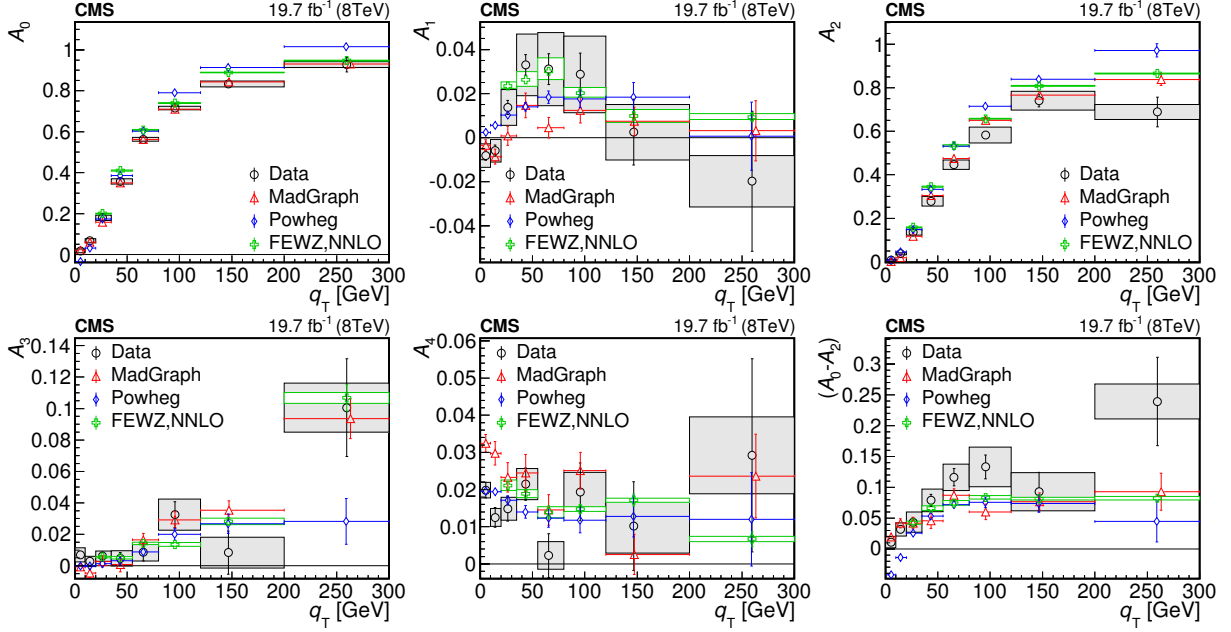 CMS 19.7 fb⁻¹ (8TeV)
A₀
1
0.8
0.6
0.4
0.2
0
Data
MadGraph
Powheg
FEWZ,NNLO
0 50 100 150 200 250 300
q_T [GeV]
CMS 19.7 fb⁻¹ (8TeV)
A₁
0.04
0.02
0
-0.02
-0.04
Data
MadGraph
Powheg
FEWZ,NNLO
0 50 100 150 200 250 300
q_T [GeV]
CMS 19.7 fb⁻¹ (8TeV)
A₂
1
0.8
0.6
0.4
0.2
0
Data
MadGraph
Powheg
FEWZ,NNLO
0 50 100 150 200 250 300
q_T [GeV]
CMS 19.7 fb⁻¹ (8TeV)
A₃
0.14
0.12
0.1
0.08
0.06
0.04
0.02
0
Data
MadGraph
Powheg
FEWZ,NNLO
0 50 100 150 200 250 300
q_T [GeV]
CMS 19.7 fb⁻¹ (8TeV)
A₄
0.06
0.05
0.04
0.03
0.02
0.01
0
Data
MadGraph
Powheg
FEWZ,NNLO
0 50 100 150 200 250 300
q_T [GeV]
CMS 19.7 fb⁻¹ (8TeV)
(A₀-A₂)
0.3
0.25
0.2
0.15
0.1
0.05
0
Data
MadGraph
Powheg
FEWZ,NNLO
0 50 100 150 200 250 300
q_T [GeV]